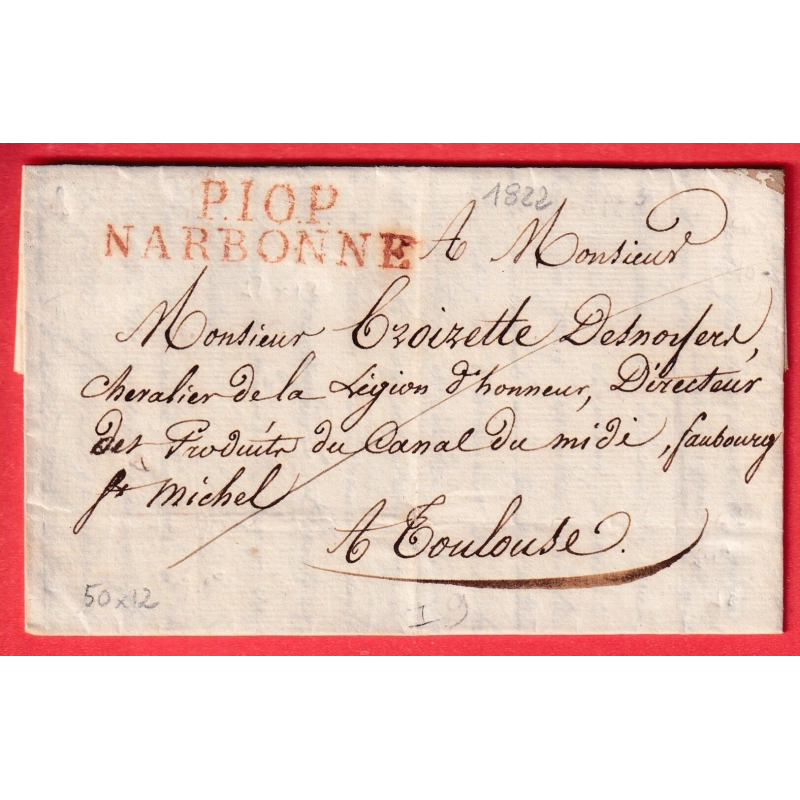 P.10.P
NARBONNE
1822
A Monsieur
Monsieur Croizette Desnoyers,
chevalier de la Légion d'honneur, Directeur
des Produits du Canal du midi, faubourg
St Michel
A Toulouse.
50x12
I 9